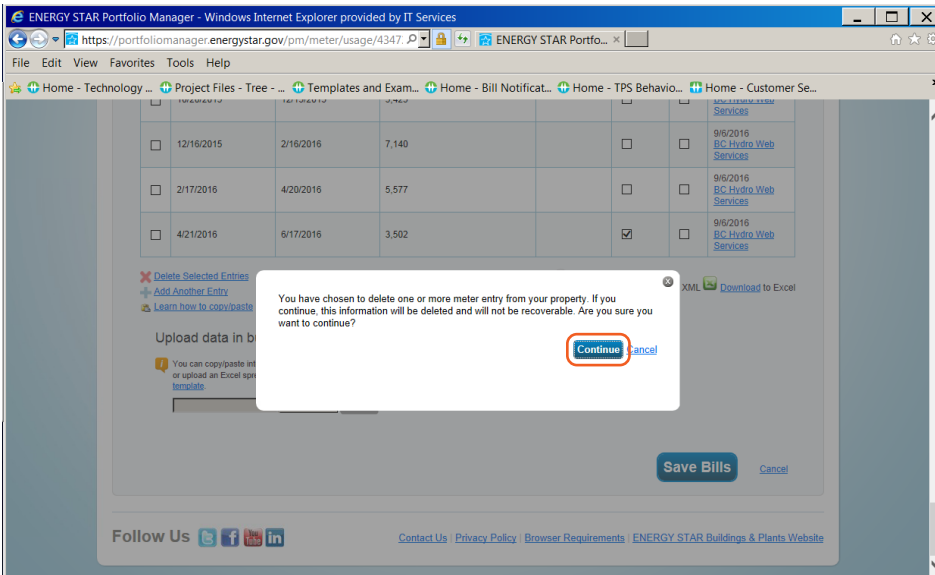 ENERGY STAR Portfolio Manager - Windows Internet Explorer provided by IT Services
https://portfoliomanager.energystar.gov/pm/meter/usage/4347. ENERGY STAR Portfo...
File Edit View Favorites Tools Help
Home - Technology ... Project Files - Tree - ... Templates and Exam... Home - Bill Notificat... Home - TPS Behavio... Home - Customer Se...
Services
12/16/2015 2/16/2016 7,140 9/6/2016
BC Hydro Web
Services
2/17/2016 4/20/2016 5,577 9/6/2016
BC Hydro Web
Services
4/21/2016 6/17/2016 3,502 9/6/2016
BC Hydro Web
Services
Delete Selected Entries
Add Another Entry
XML Download to Excel
Learn how to copy/paste
You have chosen to delete one or more meter entry from your property. If you
continue, this information will be deleted and will not be recoverable. Are you sure you
want to continue?
Continue Cancel
Upload data in b
You can copy/paste int
or upload an Excel spr
template.
Save Bills Cancel
Follow Us Contact Us | Privacy Policy | Browser Requirements | ENERGY STAR Buildings & Plants Website